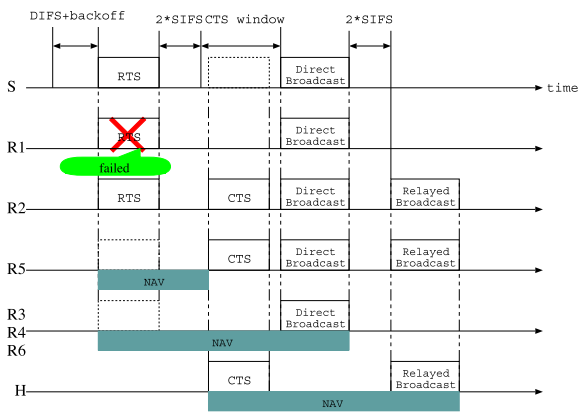 DIFS+backoff
2*SIFS
CTS window
2*SIFS
S
RTS
Direct
Broadcast
time
R1
RTS
failed
Direct
Broadcast
R2
RTS
CTS
Direct
Broadcast
Relayed
Broadcast
R5
CTS
Direct
Broadcast
Relayed
Broadcast
NAV
R3
R4
R6
Direct
Broadcast
NAV
H
CTS
Relayed
Broadcast
NAV